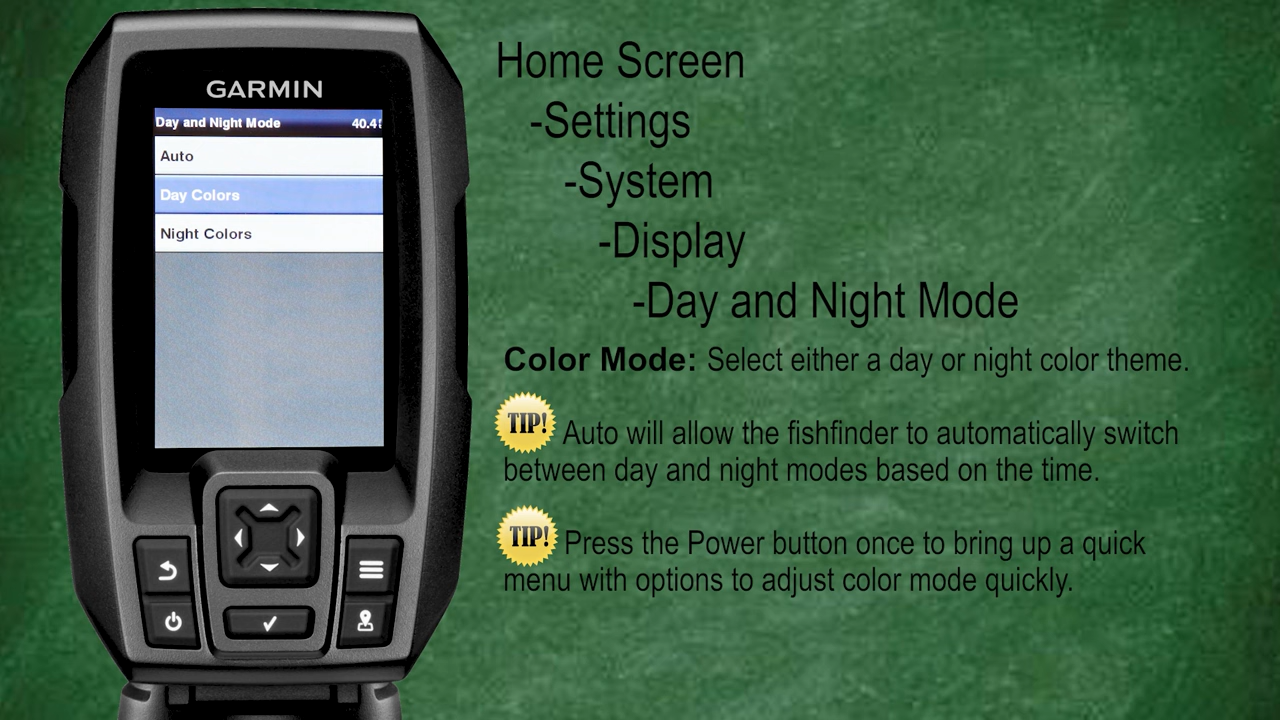 GARMIN
Day and Night Mode 40.4
Auto
Day Colors
Night Colors
Home Screen
-Settings
-System
-Display
-Day and Night Mode
Color Mode: Select either a day or night color theme.
TIP! Auto will allow the fishfinder to automatically switch
between day and night modes based on the time.
TIP! Press the Power button once to bring up a quick
menu with options to adjust color mode quickly.